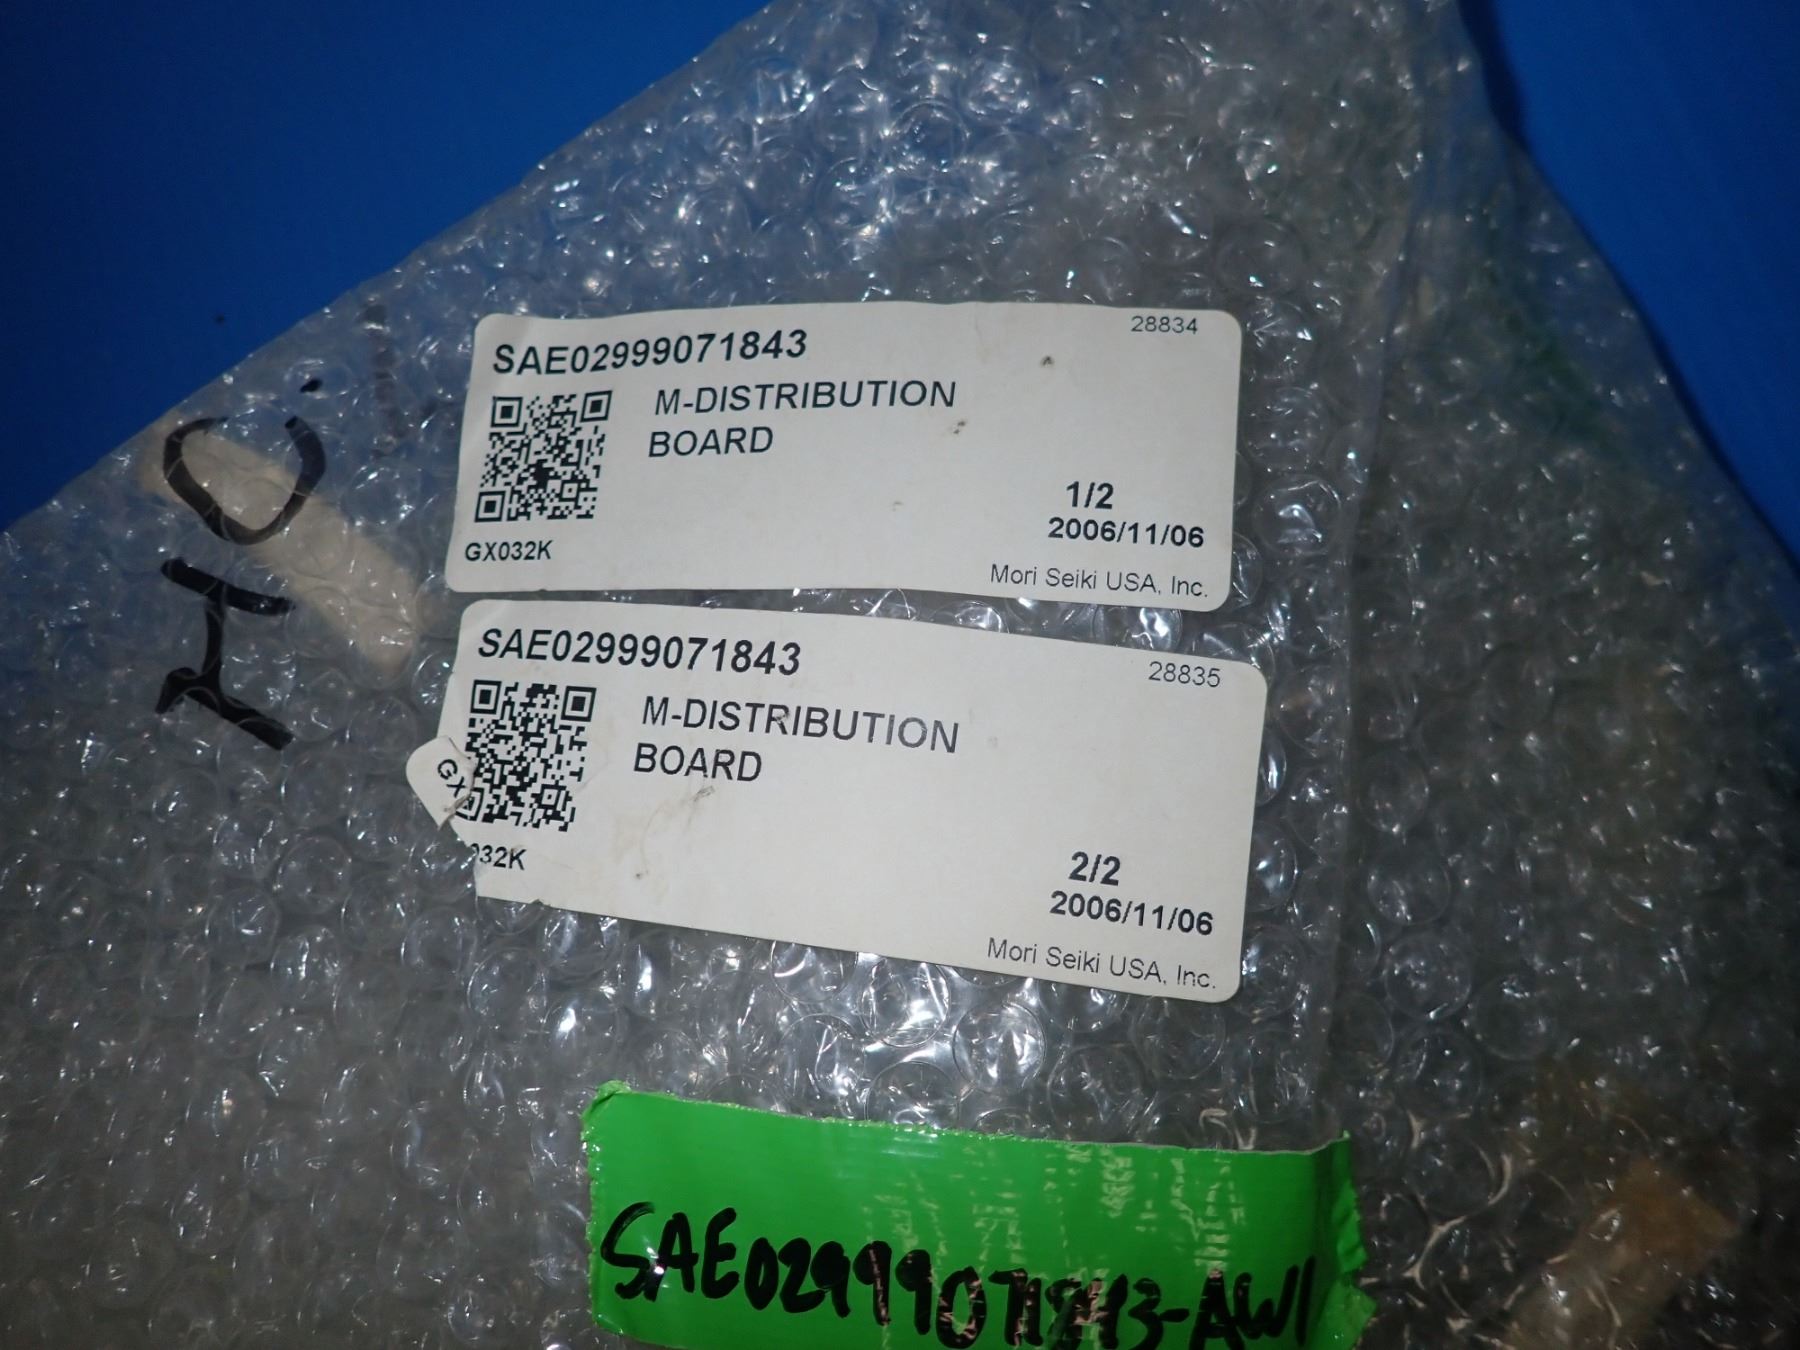 SAE02999071843
28834
M-DISTRIBUTION
BOARD
1/2
2006/11/06
GX032K
Mori Seiki USA, Inc.
SAE02999071843
28835
M-DISTRIBUTION
BOARD
GX
032K
2/2
2006/11/06
Mori Seiki USA, Inc.
SAE02999071843-AW1